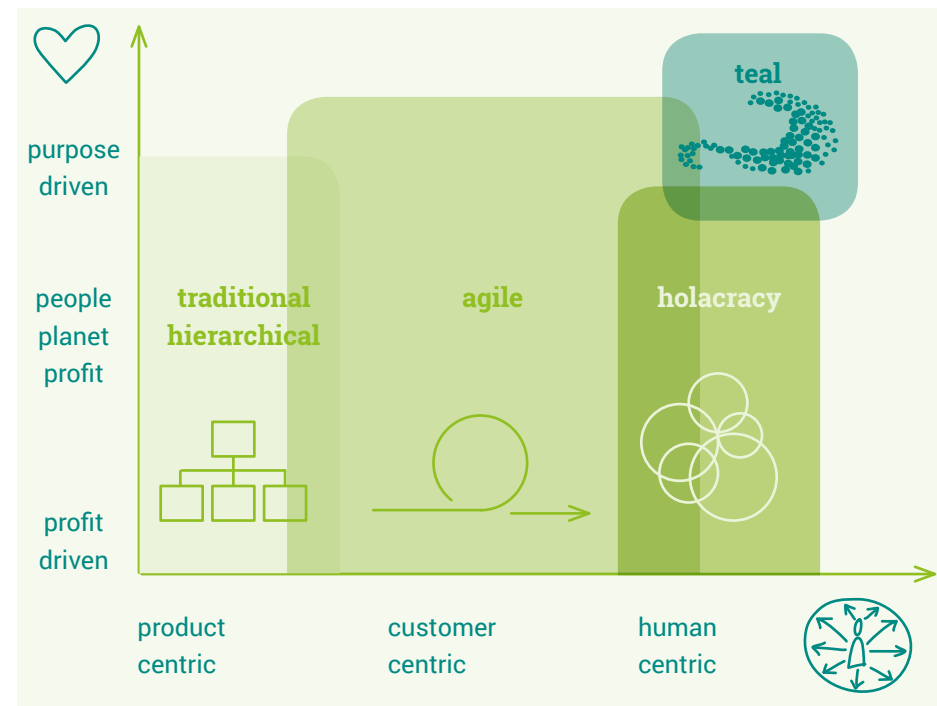 teal
purpose
driven
people
planet
profit
traditional
hierarchical
agile
holacracy
profit
driven
product
centric
customer
centric
human
centric